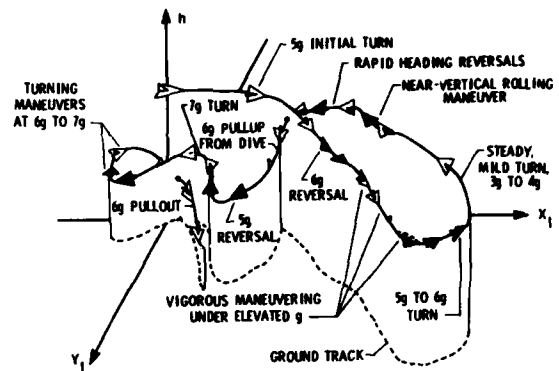 h
5g INITIAL TURN
RAPID HEADING REVERSALS
NEAR-VERTICAL ROLLING
MANEUVER
TURNING
MANEUVERS
AT 6g TO 7g
7g TURN
6g PULLUP
FROM DIVE
STEADY,
MILD TURN,
3g TO 4g
6g
REVERSAL
6g PULLOUT
5g
REVERSAL
X1
VIGOROUS MANEUVERING
UNDER ELEVATED g
5g TO 6g
TURN
Y1
GROUND TRACK